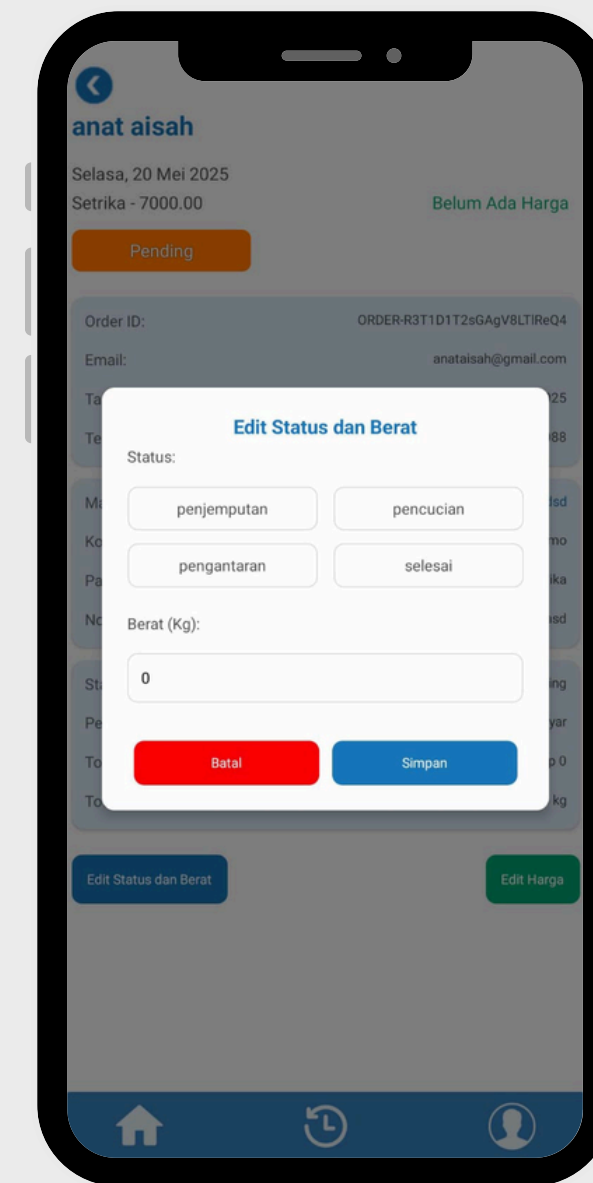 anat aisah
Selasa, 20 Mei 2025
Setrika - 7000.00 Belum Ada Harga
Pending
Order ID: ORDER-R3T1D1T2sGAgV8LTlReQ4
Email: anataisah@gmail.com
Edit Status dan Berat
Status:
penjemputan pencucian
pengantaran selesai
Berat (Kg):
0
Batal Simpan
kg
Edit Status dan Berat Edit Harga